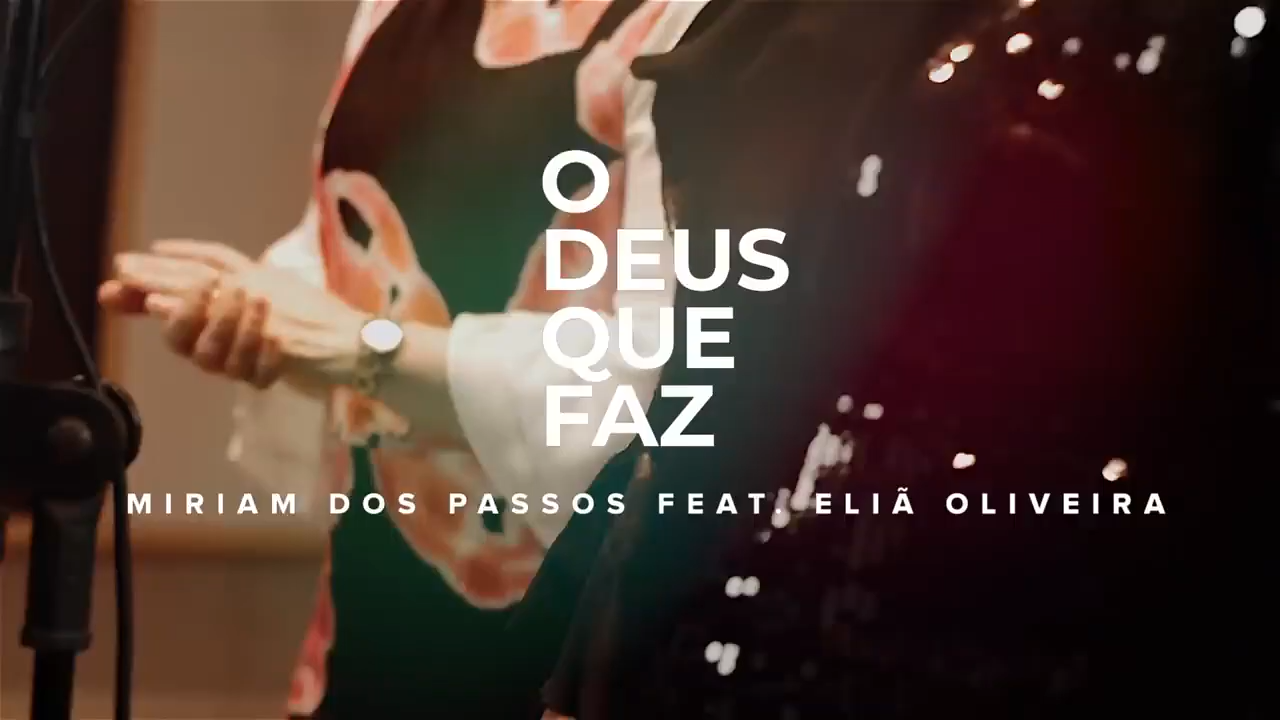 O
DEUS
QUE
FAZ
MIRIAM DOS PASSOS FEAT. ELIÃ OLIVEIRA